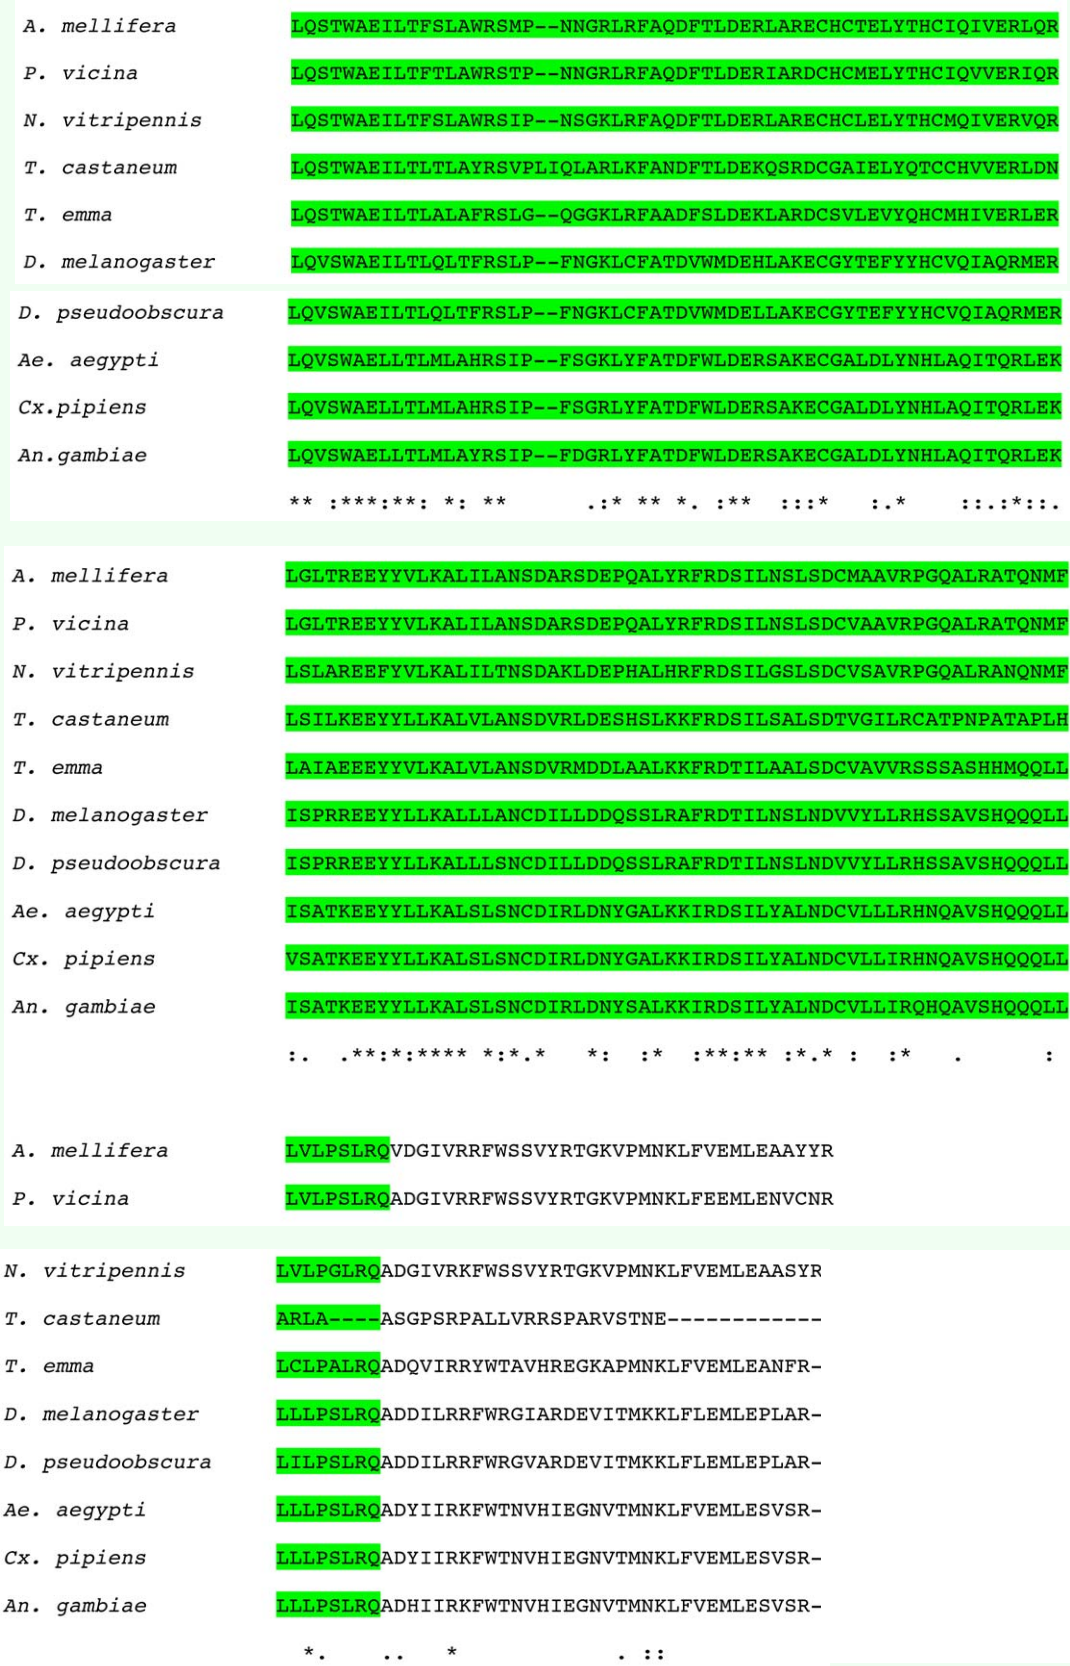 A. mellifera LQSTWAEILTFSLAWRSMP--NNGRLRFAQDFTLDERLARECHCTELYTHCIQIVERLQR
P. vicina LQSTWAEILTFTLAWRSTP--NNGRLRFAQDFTLDERIARDCHCMELYTHCIQVVERIQR
N. vitripennis LQSTWAEILTFSLAWRSIP--NSGKLRFAQDFTLDERLARECHCLELYTHCMQIVERVQR
T. castaneum LQSTWAEILTLTLAYRSVPLIQLARLKFANDFTLDEKQSRDCGAIELYQTCCHVVERLDN
T. emma LQSTWAEILTLALAFRSLG--QGGKLRFAADFSLDEKLARDCSVLEVYQHCMHIVERLER
D. melanogaster LQVSWAEILTLQLTFRSLP--FNGKLCFATDVWMDEHLAKECGYTEFYYHCVQIAQRMER
D. pseudoobscura LQVSWAEILTLQLTFRSLP--FNGKLCFATDVWMDELLAKECGYTEFYYHCVQIAQRMER
Ae. aegypti LQVSWAELLTLMLAHRSIP--FSGKLYFATDFWLDERSAKECGALDLYNHLAQITQRLEK
Cx.pipiens LQVSWAELLTLMLAHRSIP--FSGRLYFATDFWLDERSAKECGALDLYNHLAQITQRLEK
An.gambiae LQVSWAELLTLMLAYRSIP--FDGRLYFATDFWLDERSAKECGALDLYNHLAQITQRLEK
** :***:**: *: ** .:* ** *. :** :::* :.* ::.:*::.
A. mellifera LGLTREEYYVLKALILANSDARSDEPQALYRFRDSILNSLSDCMAAVRPGQALRATQNMF
P. vicina LGLTREEYYVLKALILANSDARSDEPQALYRFRDSILNSLSDCVAAVRPGQALRATQNMF
N. vitripennis LSLAREEFYVLKALILTNSDAKLDEPHALHRFRDSILGSLSDCVSAVRPGQALRANQNMF
T. castaneum LSILKEEYYLLKALVLANSDVRLDESHSLKKFRDSILSALSDTVGILRCATPNPATAPLH
T. emma LAIAEEEYYVLKALVLANSDVRMDDLAALKKFRDTILAALSDCVAVVRSSSASHHMQQLL
D. melanogaster ISPRREEYYLLKALLLANCDILLDDQSSLRAFRDTILNSLNDVVYLLRHSSAVSHQQQLL
D. pseudoobscura ISPRREEYYLLKALLLSNCDILLDDQSSLRAFRDTILNSLNDVVYLLRHSSAVSHQQQLL
Ae. aegypti ISATKEEYYLLKALSLSNCDIRLDNYGALKKIRDSILYALNDCVLLLRHNQAVSHQQQLL
Cx. pipiens VSATKEEYYLLKALSLSNCDIRLDNYGALKKIRDSILYALNDCVLLIRHNQAVSHQQQLL
An. gambiae ISATKEEYYLLKALSLSNCDIRLDNYSALKKIRDSILYALNDCVLLIRQHQAVSHQQQLL
:. .**:*:**** *:*.* *: :* :**:** :*.* : :* . :
A. mellifera LVLPSLRQVDGIVRRFWSSVYRTGKVPMNKLFVEMLEAAYYR
P. vicina LVLPSLRQADGIVRRFWSSVYRTGKVPMNKLFEEMLENVCNR
N. vitripennis LVLPGLRQADGIVRKFWSSVYRTGKVPMNKLFVEMLEAASYR
T. castaneum ARLA----ASGPSRPALLVRRSPARVSTNE------------
T. emma LCLPALRQADQVIRRYWTAVHREGKAPMNKLFVEMLEANFR-
D. melanogaster LLLPSLRQADDILRRFWRGIARDEVITMKKLFLEMLEPLAR-
D. pseudoobscura LILPSLRQADDILRRFWRGVARDEVITMKKLFLEMLEPLAR-
Ae. aegypti LLLPSLRQADYIIRKFWTNVHIEGNVTMNKLFVEMLESVSR-
Cx. pipiens LLLPSLRQADYIIRKFWTNVHIEGNVTMNKLFVEMLESVSR-
An. gambiae LLLPSLRQADHIIRKFWTNVHIEGNVTMNKLFVEMLESVSR-
*. .. * . ::